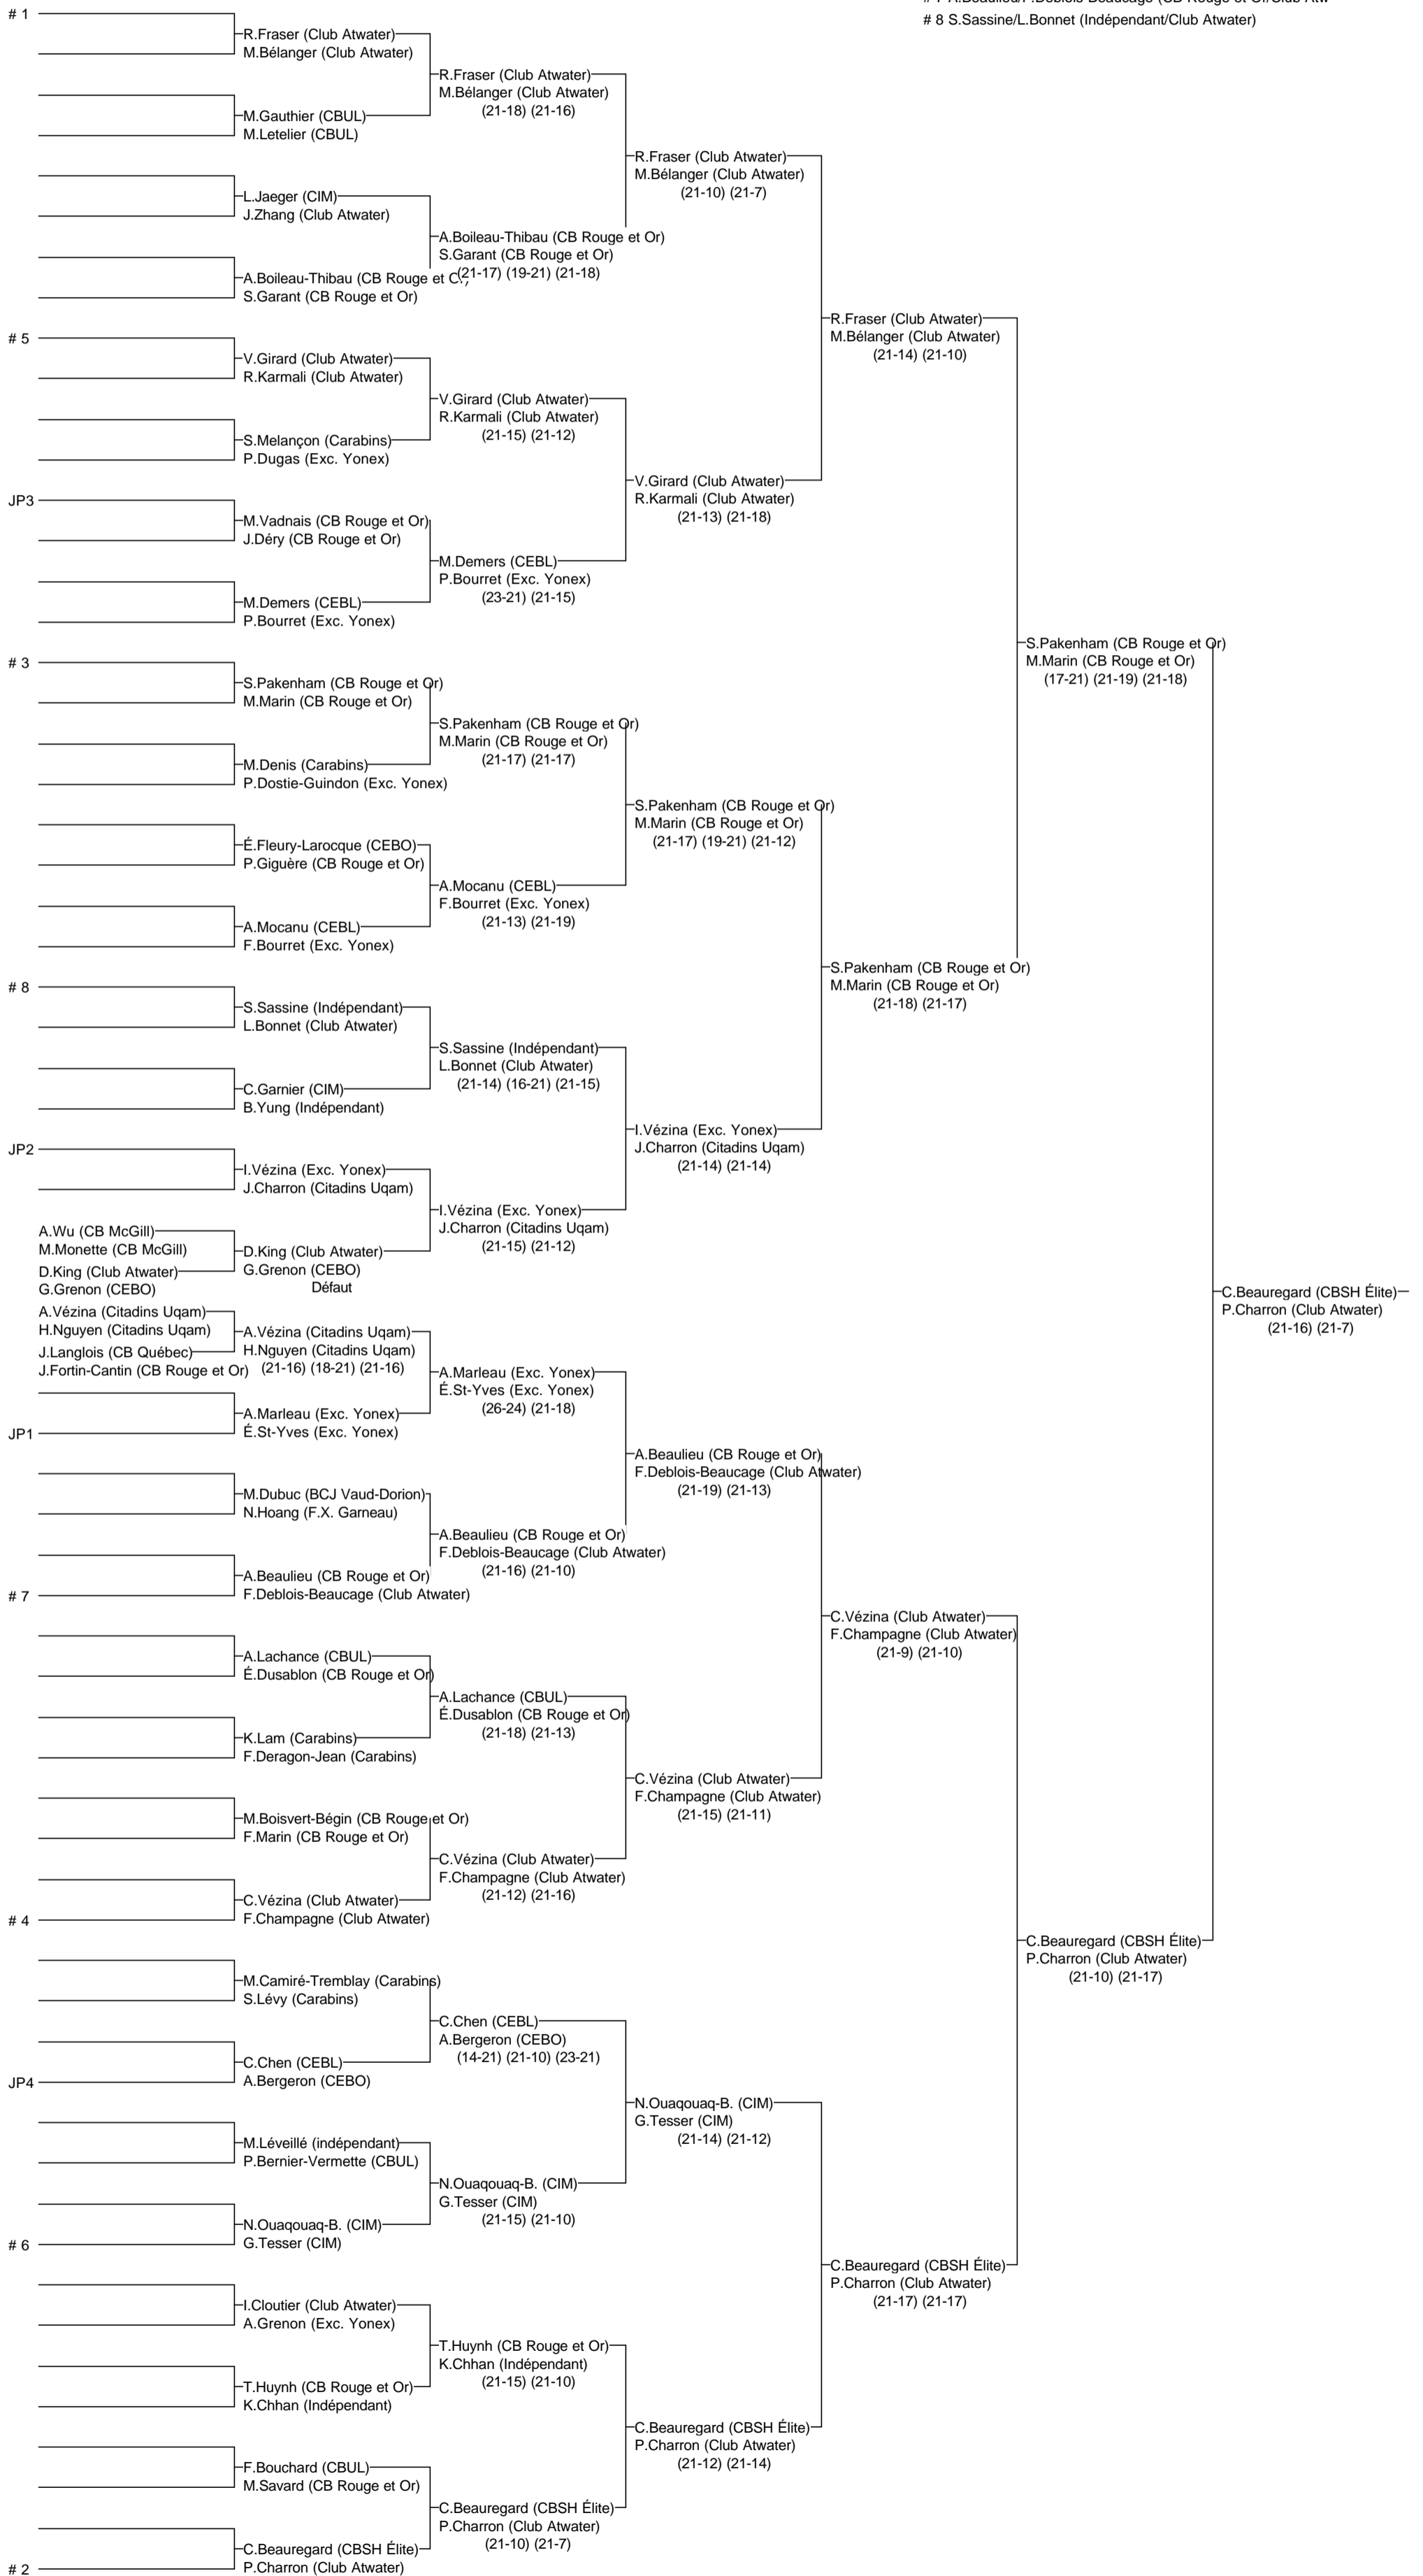 # 7 A.Beaulieu/F.Deblois-Beaucage (CB Rouge et Or/Club Atw
# 8 S.Sassine/L.Bonnet (Indépendant/Club Atwater)
# 1
# 5
JP3
# 3
# 8
JP2
A.Wu (CB McGill)
M.Monette (CB McGill)
D.King (Club Atwater)
G.Grenon (CEBO)
A.Vézina (Citadins Uqam)
H.Nguyen (Citadins Uqam)
J.Langlois (CB Québec)
J.Fortin-Cantin (CB Rouge et Or)
JP1
# 7
# 4
JP4
# 6
# 2
R.Fraser (Club Atwater)
M.Bélanger (Club Atwater)
M.Gauthier (CBUL)
M.Letelier (CBUL)
L.Jaeger (CIM)
J.Zhang (Club Atwater)
A.Boileau-Thibau (CB Rouge et Or)
S.Garant (CB Rouge et Or)
V.Girard (Club Atwater)
R.Karmali (Club Atwater)
S.Melançon (Carabins)
P.Dugas (Exc. Yonex)
M.Vadnais (CB Rouge et Or)
J.Déry (CB Rouge et Or)
M.Demers (CEBL)
P.Bourret (Exc. Yonex)
S.Pakenham (CB Rouge et Or)
M.Marin (CB Rouge et Or)
M.Denis (Carabins)
P.Dostie-Guindon (Exc. Yonex)
É.Fleury-Larocque (CEBO)
P.Giguère (CB Rouge et Or)
A.Mocanu (CEBL)
F.Bourret (Exc. Yonex)
S.Sassine (Indépendant)
L.Bonnet (Club Atwater)
C.Garnier (CIM)
B.Yung (Indépendant)
I.Vézina (Exc. Yonex)
J.Charron (Citadins Uqam)
D.King (Club Atwater)
G.Grenon (CEBO)
Défaut
A.Vézina (Citadins Uqam)
H.Nguyen (Citadins Uqam)
(21-16) (18-21) (21-16)
A.Marleau (Exc. Yonex)
É.St-Yves (Exc. Yonex)
M.Dubuc (BCJ Vaud-Dorion)
N.Hoang (F.X. Garneau)
A.Beaulieu (CB Rouge et Or)
F.Deblois-Beaucage (Club Atwater)
A.Lachance (CBUL)
É.Dusablon (CB Rouge et Or)
K.Lam (Carabins)
F.Deragon-Jean (Carabins)
M.Boisvert-Bégin (CB Rouge et Or)
F.Marin (CB Rouge et Or)
C.Vézina (Club Atwater)
F.Champagne (Club Atwater)
M.Camiré-Tremblay (Carabins)
S.Lévy (Carabins)
C.Chen (CEBL)
A.Bergeron (CEBO)
M.Léveillé (indépendant)
P.Bernier-Vermette (CBUL)
N.Ouaqouaq-B. (CIM)
G.Tesser (CIM)
I.Cloutier (Club Atwater)
A.Grenon (Exc. Yonex)
T.Huynh (CB Rouge et Or)
K.Chhan (Indépendant)
F.Bouchard (CBUL)
M.Savard (CB Rouge et Or)
C.Beauregard (CBSH Élite)
P.Charron (Club Atwater)
R.Fraser (Club Atwater)
M.Bélanger (Club Atwater)
(21-18) (21-16)
A.Boileau-Thibau (CB Rouge et Or)
S.Garant (CB Rouge et Or)
(21-17) (19-21) (21-18)
V.Girard (Club Atwater)
R.Karmali (Club Atwater)
(21-15) (21-12)
M.Demers (CEBL)
P.Bourret (Exc. Yonex)
(23-21) (21-15)
S.Pakenham (CB Rouge et Or)
M.Marin (CB Rouge et Or)
(21-17) (21-17)
A.Mocanu (CEBL)
F.Bourret (Exc. Yonex)
(21-13) (21-19)
S.Sassine (Indépendant)
L.Bonnet (Club Atwater)
(21-14) (16-21) (21-15)
I.Vézina (Exc. Yonex)
J.Charron (Citadins Uqam)
(21-15) (21-12)
A.Marleau (Exc. Yonex)
É.St-Yves (Exc. Yonex)
(26-24) (21-18)
A.Beaulieu (CB Rouge et Or)
F.Deblois-Beaucage (Club Atwater)
(21-16) (21-10)
A.Lachance (CBUL)
É.Dusablon (CB Rouge et Or)
(21-18) (21-13)
C.Vézina (Club Atwater)
F.Champagne (Club Atwater)
(21-12) (21-16)
C.Chen (CEBL)
A.Bergeron (CEBO)
(14-21) (21-10) (23-21)
N.Ouaqouaq-B. (CIM)
G.Tesser (CIM)
(21-15) (21-10)
T.Huynh (CB Rouge et Or)
K.Chhan (Indépendant)
(21-15) (21-10)
C.Beauregard (CBSH Élite)
P.Charron (Club Atwater)
(21-10) (21-7)
R.Fraser (Club Atwater)
M.Bélanger (Club Atwater)
(21-10) (21-7)
V.Girard (Club Atwater)
R.Karmali (Club Atwater)
(21-13) (21-18)
S.Pakenham (CB Rouge et Or)
M.Marin (CB Rouge et Or)
(21-17) (19-21) (21-12)
I.Vézina (Exc. Yonex)
J.Charron (Citadins Uqam)
(21-14) (21-14)
A.Beaulieu (CB Rouge et Or)
F.Deblois-Beaucage (Club Atwater)
(21-19) (21-13)
C.Vézina (Club Atwater)
F.Champagne (Club Atwater)
(21-15) (21-11)
N.Ouaqouaq-B. (CIM)
G.Tesser (CIM)
(21-14) (21-12)
C.Beauregard (CBSH Élite)
P.Charron (Club Atwater)
(21-12) (21-14)
R.Fraser (Club Atwater)
M.Bélanger (Club Atwater)
(21-14) (21-10)
S.Pakenham (CB Rouge et Or)
M.Marin (CB Rouge et Or)
(21-18) (21-17)
C.Vézina (Club Atwater)
F.Champagne (Club Atwater)
(21-9) (21-10)
C.Beauregard (CBSH Élite)
P.Charron (Club Atwater)
(21-17) (21-17)
S.Pakenham (CB Rouge et Or)
M.Marin (CB Rouge et Or)
(17-21) (21-19) (21-18)
C.Beauregard (CBSH Élite)
P.Charron (Club Atwater)
(21-10) (21-17)
C.Beauregard (CBSH Élite)
P.Charron (Club Atwater)
(21-16) (21-7)